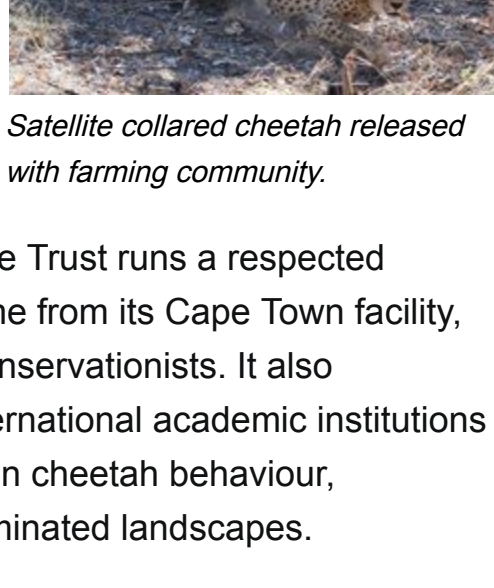 Satellite collared cheetah released
with farming community.
e Trust runs a respected
ne from its Cape Town facility,
nservationists. It also
ernational academic institutions
n cheetah behaviour,
minated landscapes.